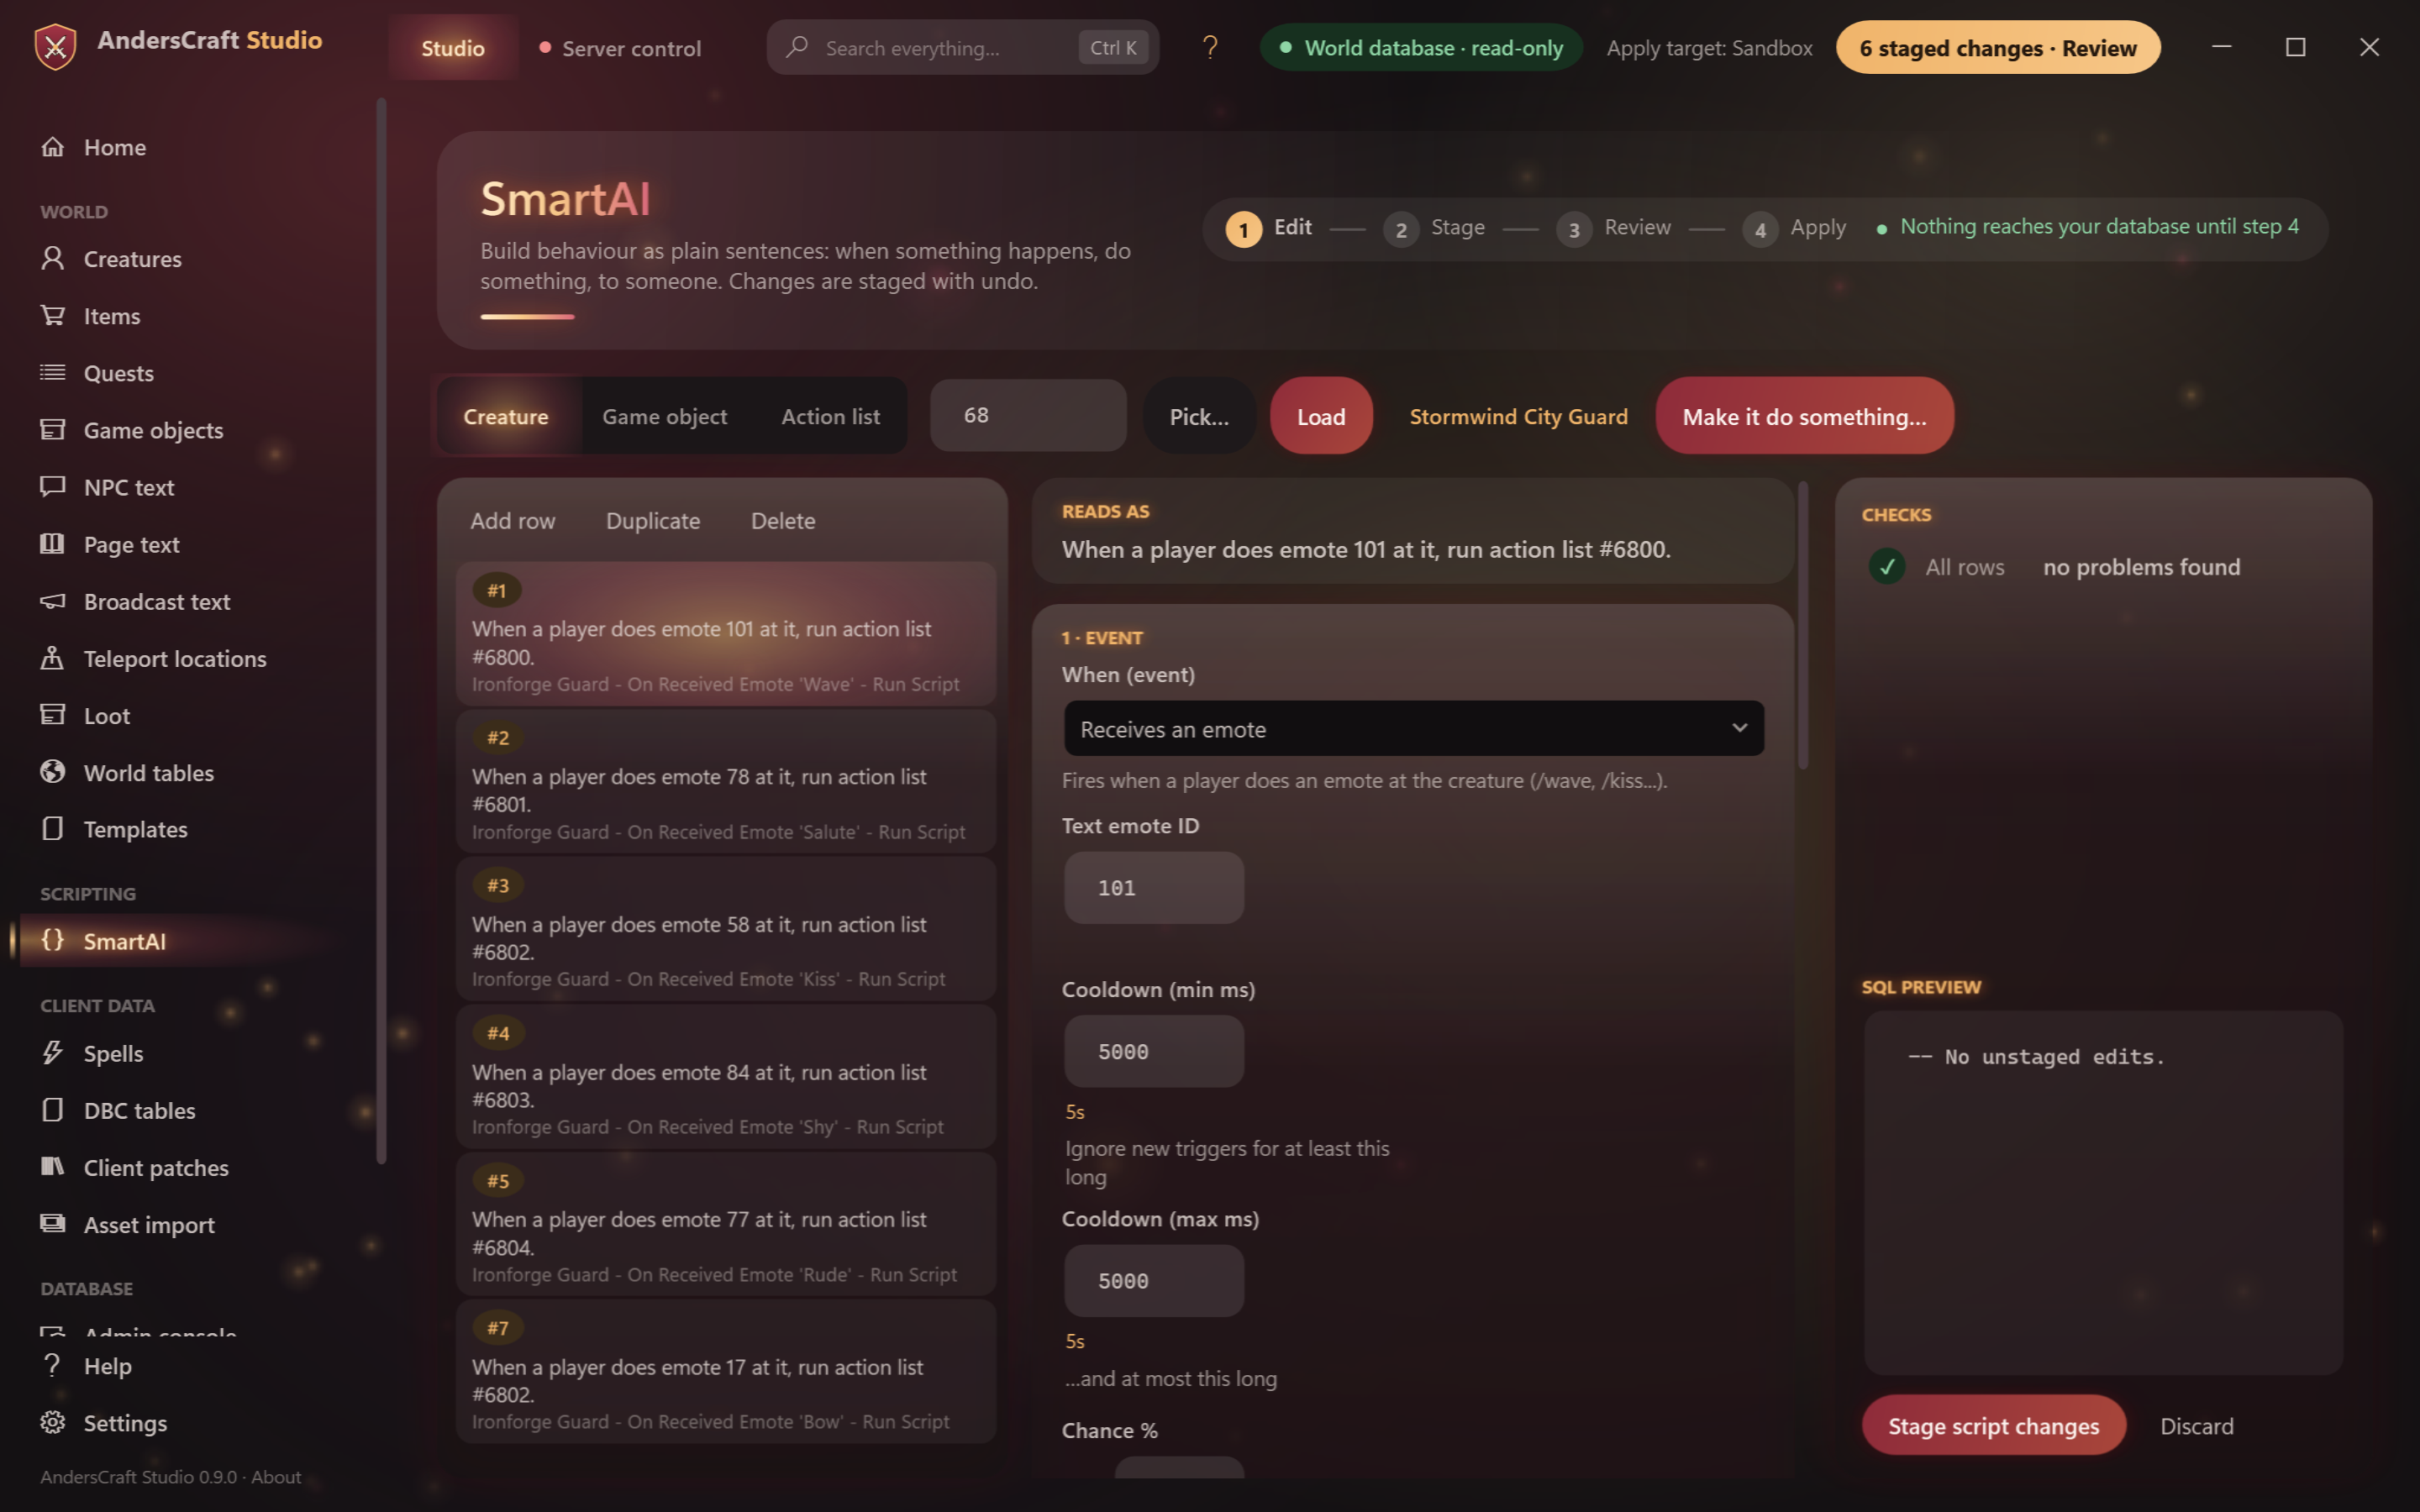 AndersCraft Studio
Studio
Server control
Search everything...
Ctrl K
?
World database · read-only
Apply target: Sandbox
6 staged changes · Review
Home
WORLD
Creatures
Items
Quests
Game objects
NPC text
Page text
Broadcast text
Teleport locations
Loot
World tables
Templates
SCRIPTING
{} SmartAI
CLIENT DATA
Spells
DBC tables
Client patches
Asset import
DATABASE
Admin console
? Help
Settings
AndersCraft Studio 0.9.0 · About
SmartAI
Build behaviour as plain sentences: when something happens, do
something, to someone. Changes are staged with undo.
1 Edit
2 Stage
3 Review
4 Apply
Nothing reaches your database until step 4
Creature
Game object
Action list
68
Pick...
Load
Stormwind City Guard
Make it do something...
Add row
Duplicate
Delete
#1
When a player does emote 101 at it, run action list
#6800.
Ironforge Guard - On Received Emote 'Wave' - Run Script
#2
When a player does emote 78 at it, run action list
#6801.
Ironforge Guard - On Received Emote 'Salute' - Run Script
#3
When a player does emote 58 at it, run action list
#6802.
Ironforge Guard - On Received Emote 'Kiss' - Run Script
#4
When a player does emote 84 at it, run action list
#6803.
Ironforge Guard - On Received Emote 'Shy' - Run Script
#5
When a player does emote 77 at it, run action list
#6804.
Ironforge Guard - On Received Emote 'Rude' - Run Script
#7
When a player does emote 17 at it, run action list
#6802.
Ironforge Guard - On Received Emote 'Bow' - Run Script
READS AS
When a player does emote 101 at it, run action list #6800.
1 · EVENT
When (event)
Receives an emote
Fires when a player does an emote at the creature (/wave, /kiss...).
Text emote ID
101
Cooldown (min ms)
5000
5s
Ignore new triggers for at least this
long
Cooldown (max ms)
5000
5s
...and at most this long
Chance %
CHECKS
All rows
no problems found
SQL PREVIEW
-- No unstaged edits.
Stage script changes
Discard